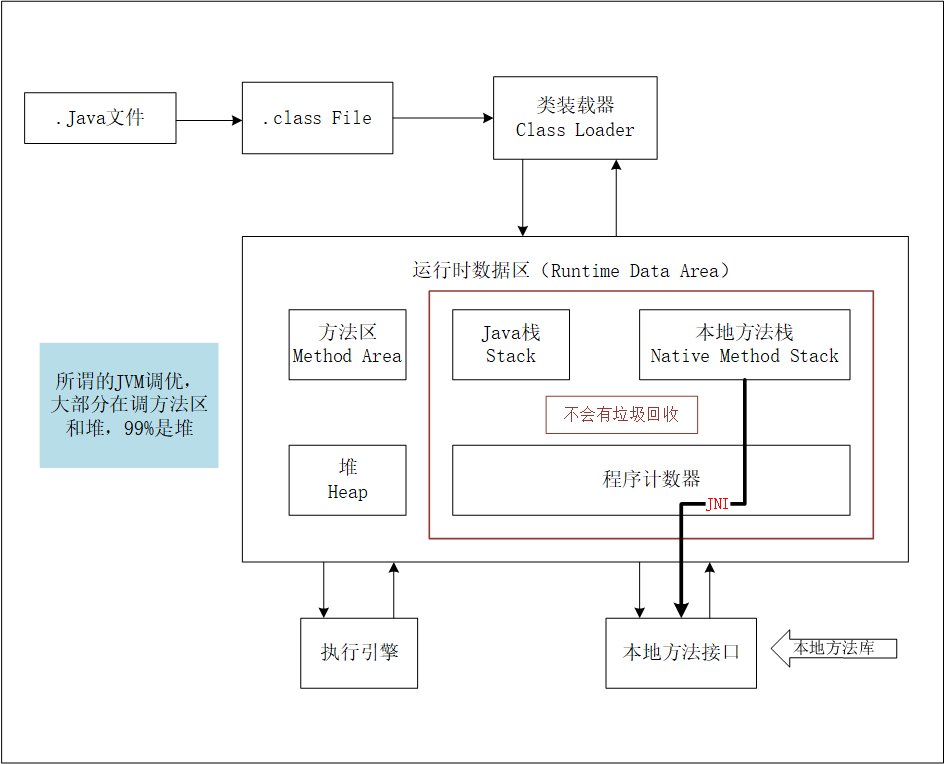 .Java文件
.class File
类装载器
Class Loader
运行时数据区（Runtime Data Area）
方法区
Method Area
Java栈
Stack
本地方法栈
Native Method Stack
所谓的JVM调优，
大部分在调方法区
和堆，99%是堆
不会有垃圾回收
堆
Heap
程序计数器
JNI
执行引擎
本地方法接口
本地方法库